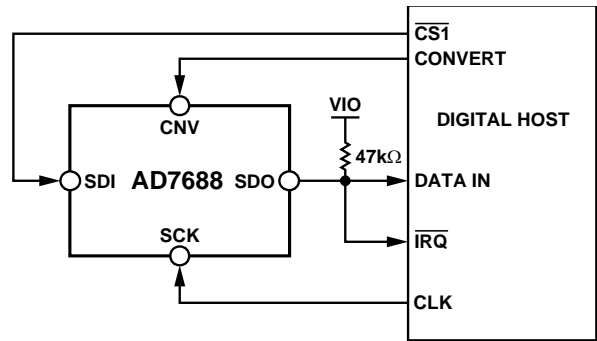 CS1
CONVERT
VIO
CNV
DIGITAL HOST
47kΩ
SDI AD7688 SDO
DATA IN
SCK
IRQ
CLK